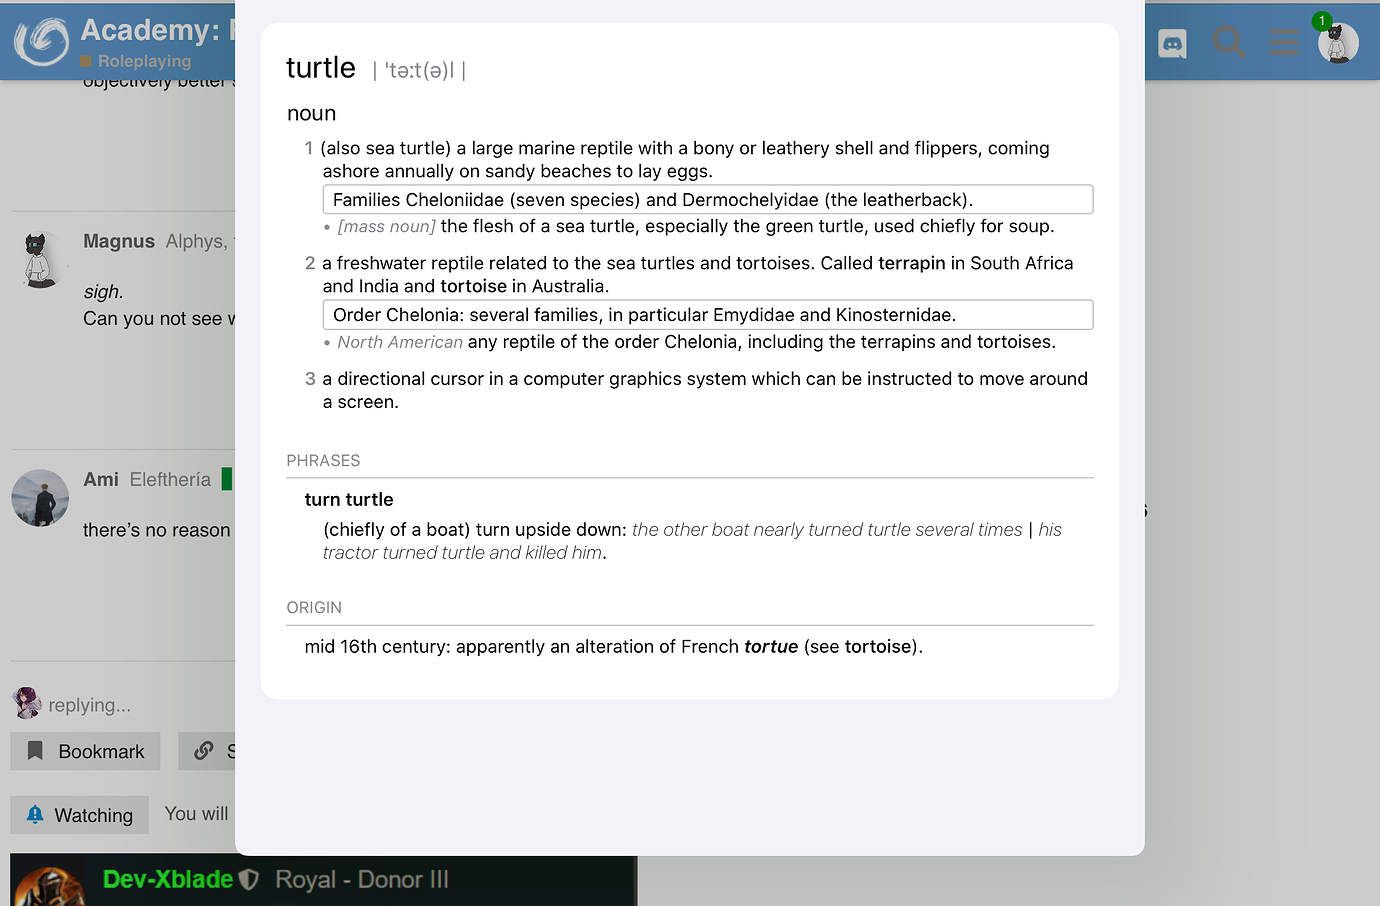 Academy:
Roleplaying
1
objectively better
Magnus Alphys,
sigh.
Can you not see
Ami Eleftheria
there’s no reason
replying...
Bookmark
Watching You will
Dev-Xblade Royal - Donor III
turtle | ˈtəːt(ə)l |
noun
1 (also sea turtle) a large marine reptile with a bony or leathery shell and flippers, coming
ashore annually on sandy beaches to lay eggs.
Families Cheloniidae (seven species) and Dermochelyidae (the leatherback).
• [mass noun] the flesh of a sea turtle, especially the green turtle, used chiefly for soup.
2 a freshwater reptile related to the sea turtles and tortoises. Called terrapin in South Africa
and India and tortoise in Australia.
Order Chelonia: several families, in particular Emydidae and Kinosternidae.
• North American any reptile of the order Chelonia, including the terrapins and tortoises.
3 a directional cursor in a computer graphics system which can be instructed to move around
a screen.
PHRASES
turn turtle
(chiefly of a boat) turn upside down: the other boat nearly turned turtle several times | his
tractor turned turtle and killed him.
ORIGIN
mid 16th century: apparently an alteration of French tortue (see tortoise).